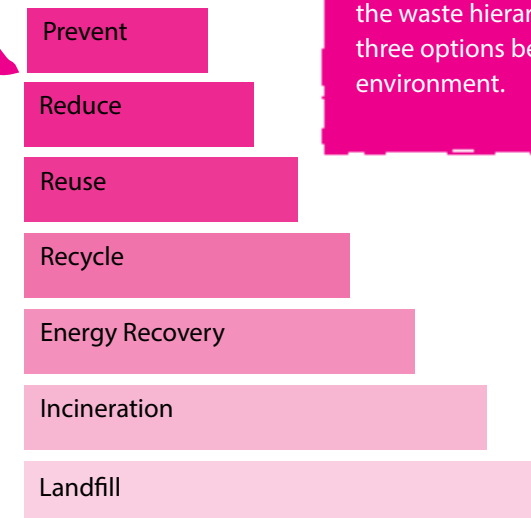 the waste
three options
environment.
Prevent
Reduce
Reuse
Recycle
Energy Recovery
Incineration
Landfill